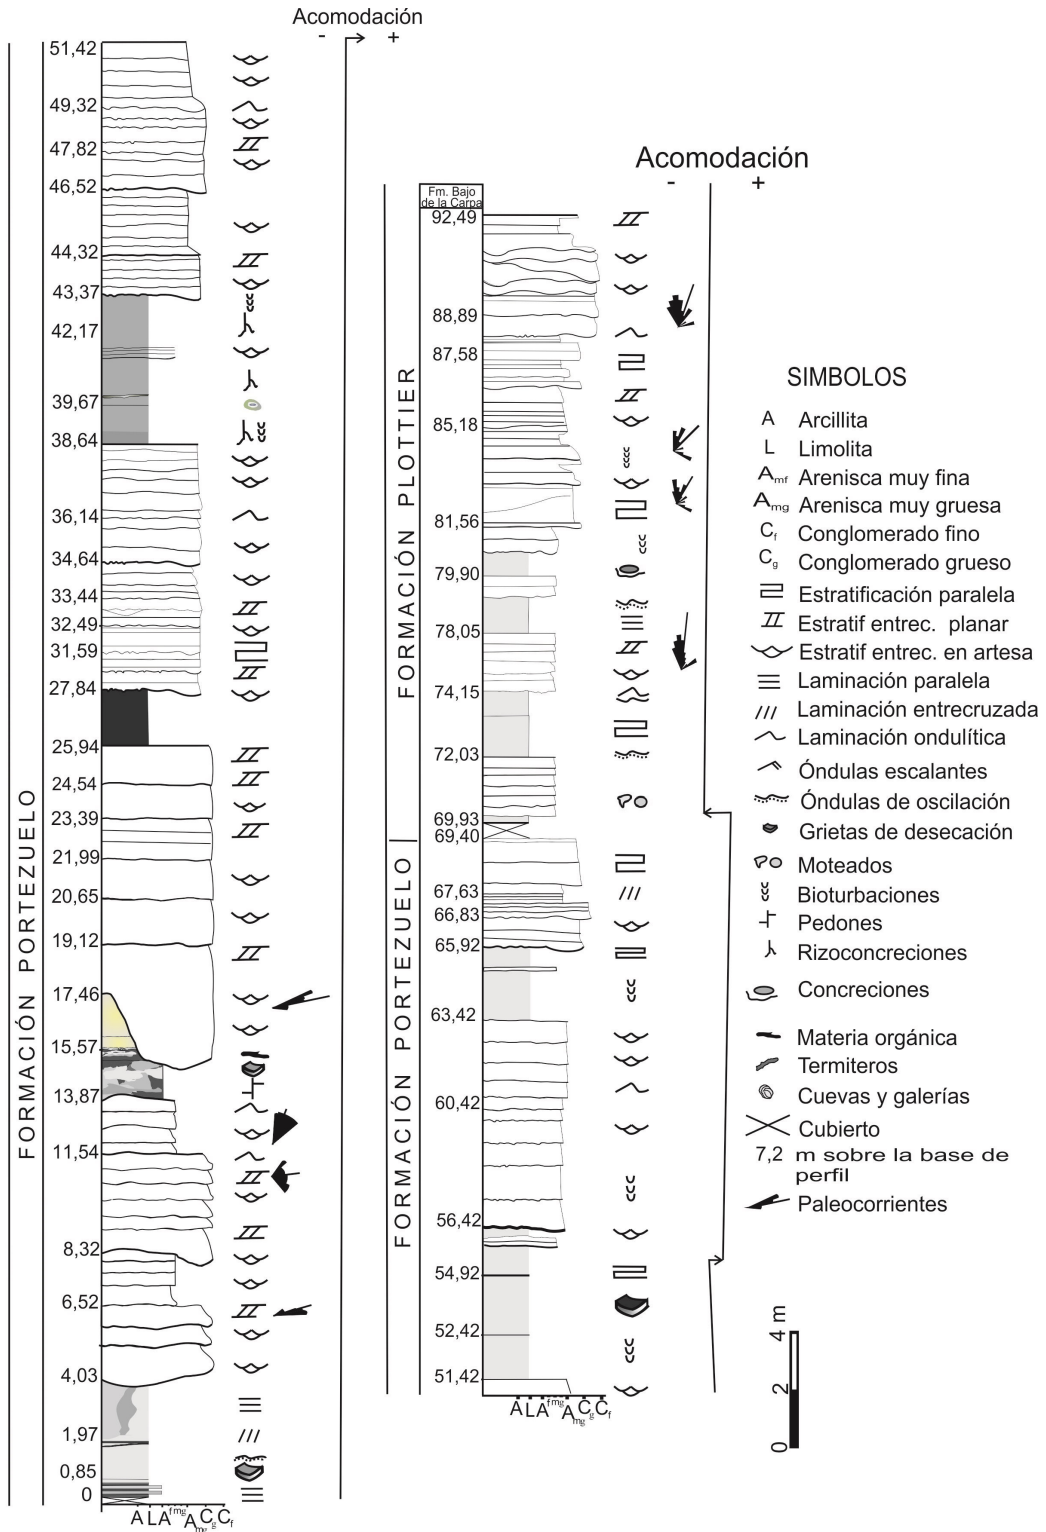 Acomodación
- +
51,42
49,32
47,82
46,52
44,32
43,37
42,17
39,67
38,64
36,14
34,64
33,44
32,49
31,59
27,84
25,94
24,54
23,39
21,99
20,65
19,12
17,46
15,57
13,87
11,54
8,32
6,52
4,03
1,97
0,85
0
FORMACIÓN PORTEZUELO
A L A f mg A mg C g C f
Acomodación
- +
Fm. Bajo
de la Carpa
92,49
88,89
87,58
85,18
81,56
79,90
78,05
74,15
72,03
69,93
69,40
67,63
66,83
65,92
63,42
60,42
56,42
54,92
52,42
51,42
FORMACIÓN PLOTTIER
FORMACIÓN PORTEZUELO
A L A f mg A mg C g C f
SIMBOLOS
A Arcillita
L Limolita
Amf Arenisca muy fina
Amg Arenisca muy gruesa
Cf Conglomerado fino
Cg Conglomerado grueso
Estratificación paralela
Estratif entrec. planar
Estratif entrec. en artesa
Laminación paralela
Laminación entrecruzada
Laminación ondulítica
Óndulas escalantes
Óndulas de oscilación
Grietas de desecación
Moteados
Bioturbaciones
Pedones
Rizoconcreciones
Concreciones
Materia orgánica
Termiteros
Cuevas y galerías
Cubierto
7,2 m sobre la base de
perfil
Paleocorrientes
4 m
2
0